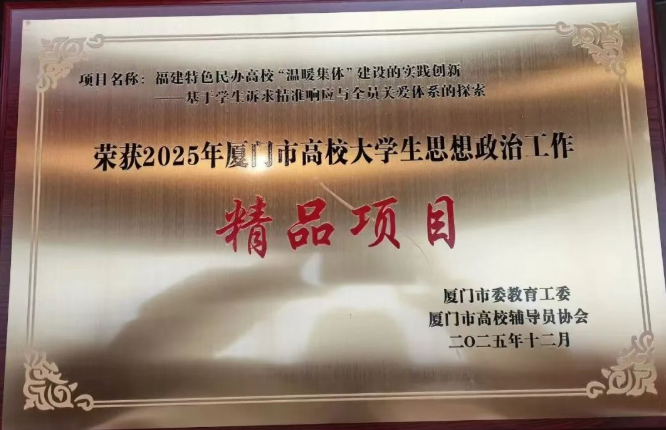 项目名称：福建特色民办高校“温暖集体”建设的实践创新
——基于学生诉求精准响应与全员关爱体系的探索
荣获2025年厦门市高校大学生思想政治工作
精品项目
厦门市委教育工委
厦门市高校辅导员协会
二〇二五年十二月